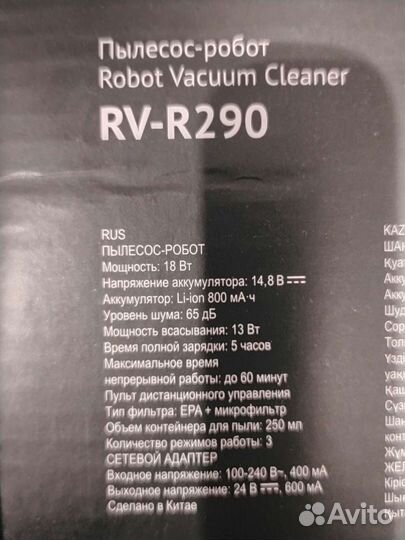 Пылесос-робот
Robot Vacuum Cleaner
RV-R290
RUS
ПЫЛЕСОС-РОБОТ
Мощность: 18 Вт
Напряжение аккумулятора: 14,8 В ⎓
Аккумулятор: Li-ion 800 мА·ч
Уровень шума: 65 дБ
Мощность всасывания: 13 Вт
Время полной зарядки: 5 часов
Максимальное время
непрерывной работы: до 60 минут
Пульт дистанционного управления
Тип фильтра: EPA + микрофильтр
Объем контейнера для пыли: 250 мл
Количество режимов работы: 3
СЕТЕВОЙ АДАПТЕР
Входное напряжение: 100-240 В~, 400 мА
Выходное напряжение: 24 В ⎓, 600 мА
Сделано в Китае
KAZ
Avito